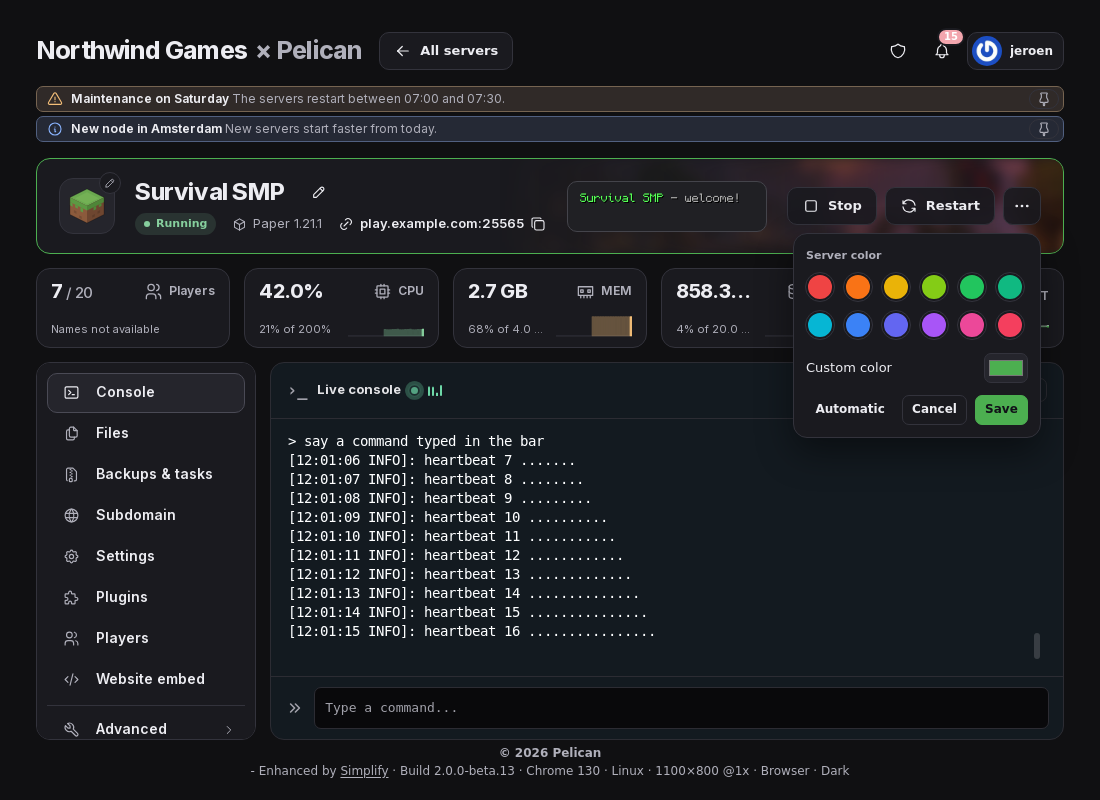 Northwind Games × Pelican
All servers
15
jeroen
Maintenance on Saturday The servers restart between 07:00 and 07:30.
New node in Amsterdam New servers start faster from today.
Survival SMP
Running
Paper 1.21.1
play.example.com:25565
Survival SMP – welcome!
Stop
Restart
Server color
Custom color
Automatic
Cancel
Save
7 / 20
Players
Names not available
42.0%
CPU
21% of 200%
2.7 GB
MEM
68% of 4.0 ...
858.3...
4% of 20.0 ...
Console
Files
Backups & tasks
Subdomain
Settings
Plugins
Players
Website embed
Advanced
>_ Live console
> say a command typed in the bar
[12:01:06 INFO]: heartbeat 7 .......
[12:01:07 INFO]: heartbeat 8 ........
[12:01:08 INFO]: heartbeat 9 .........
[12:01:09 INFO]: heartbeat 10 ..........
[12:01:10 INFO]: heartbeat 11 ...........
[12:01:11 INFO]: heartbeat 12 ............
[12:01:12 INFO]: heartbeat 13 .............
[12:01:13 INFO]: heartbeat 14 ..............
[12:01:14 INFO]: heartbeat 15 ...............
[12:01:15 INFO]: heartbeat 16 ................
Type a command...
© 2026 Pelican
- Enhanced by Simplify · Build 2.0.0-beta.13 · Chrome 130 · Linux · 1100×800 @1x · Browser · Dark